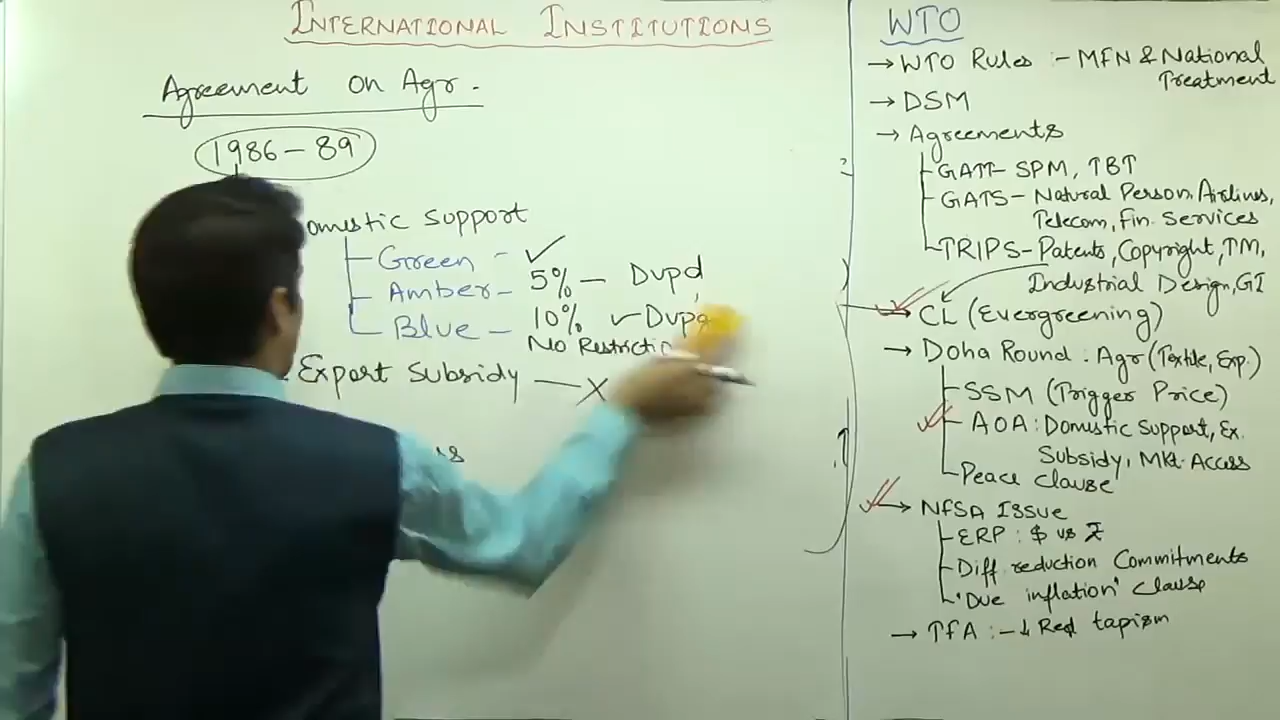 INTERNATIONAL INSTITUTIONS
Agreement on Agr.
1986-89
omestic Support
Green - ✓
Amber - 5% - Dvpd
Blue - 10% ✓ Dvpg
No Restrictio
Export Subsidy — X
ss
WTO
→ WTO Rules :- MFN & National
Treatment
→ DSM
→ Agreements
GATT- SPM, TBT
GATS - Natural Person, Airlines,
Telecom, Fin. Services
TRIPS - Patents, Copyright, TM,
Industrial Design, GI
→ CL (Evergreening)
→ Doha Round : Agr (Textile, Exp.)
SSM (Trigger Price)
AOA : Domestic Support, Ex.
Subsidy, Mkt. Access
Peace Clause
→ NFSA Issue
ERP : $ vs ₹
Diff reduction Commitments
'Due inflation' Clause
→ TFA :- ↓ Red tapism